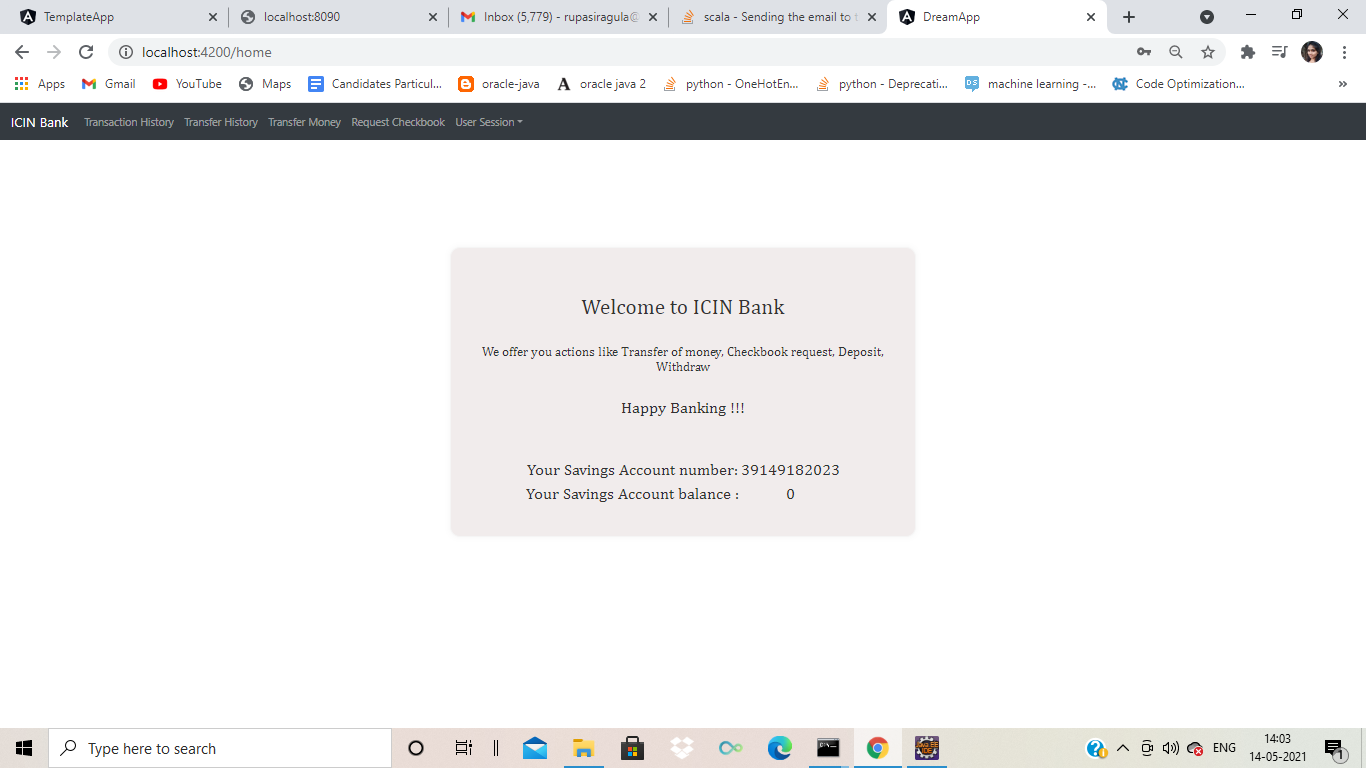 TemplateApp
localhost:8090
Inbox (5,779) - rupasiragula@
scala - Sending the email to
DreamApp
localhost:4200/home
Apps
Gmail
YouTube
Maps
Candidates Particul...
oracle-java
oracle java 2
python - OneHotEn...
python - Deprecati...
machine learning -...
Code Optimization...
»
ICIN Bank
Transaction History
Transfer History
Transfer Money
Request Checkbook
User Session
Welcome to ICIN Bank
We offer you actions like Transfer of money, Checkbook request, Deposit,
Withdraw
Happy Banking !!!
Your Savings Account number: 39149182023
Your Savings Account balance : 0
Type here to search
ENG
14:03
14-05-2021
1